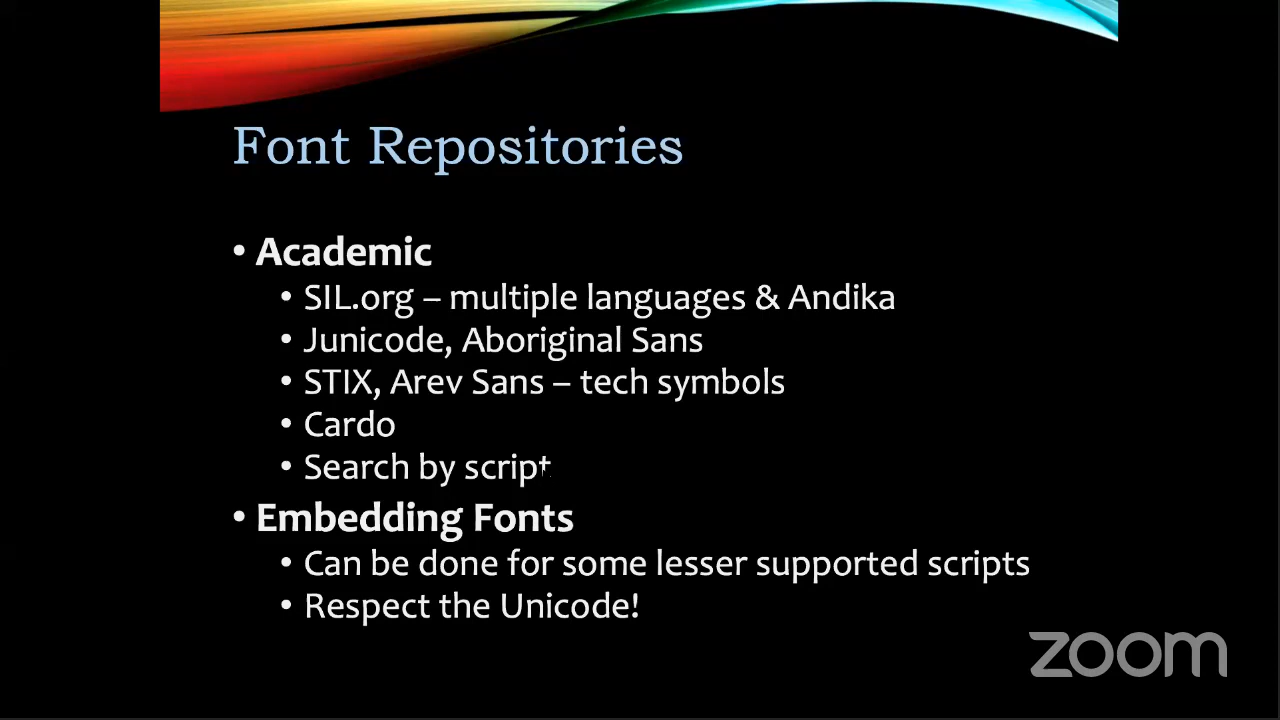 Font Repositories
• Academic
• SIL.org – multiple languages & Andika
• Junicode, Aboriginal Sans
• STIX, Arev Sans – tech symbols
• Cardo
• Search by script
• Embedding Fonts
• Can be done for some lesser supported scripts
• Respect the Unicode!
zoom